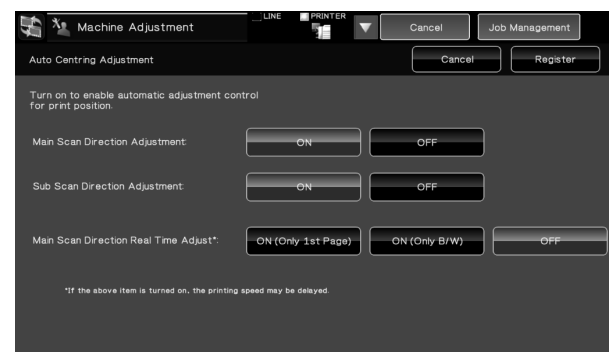 LINE PRINTER
Machine Adjustment Cancel Job Management
Auto Centring Adjustment Cancel Register
Turn on to enable automatic adjustment control
for print position.
Main Scan Direction Adjustment: ON OFF
Sub Scan Direction Adjustment: ON OFF
Main Scan Direction Real Time Adjust*: ON (Only 1st Page) ON (Only B/W) OFF
*If the above item is turned on, the printing speed may be delayed.